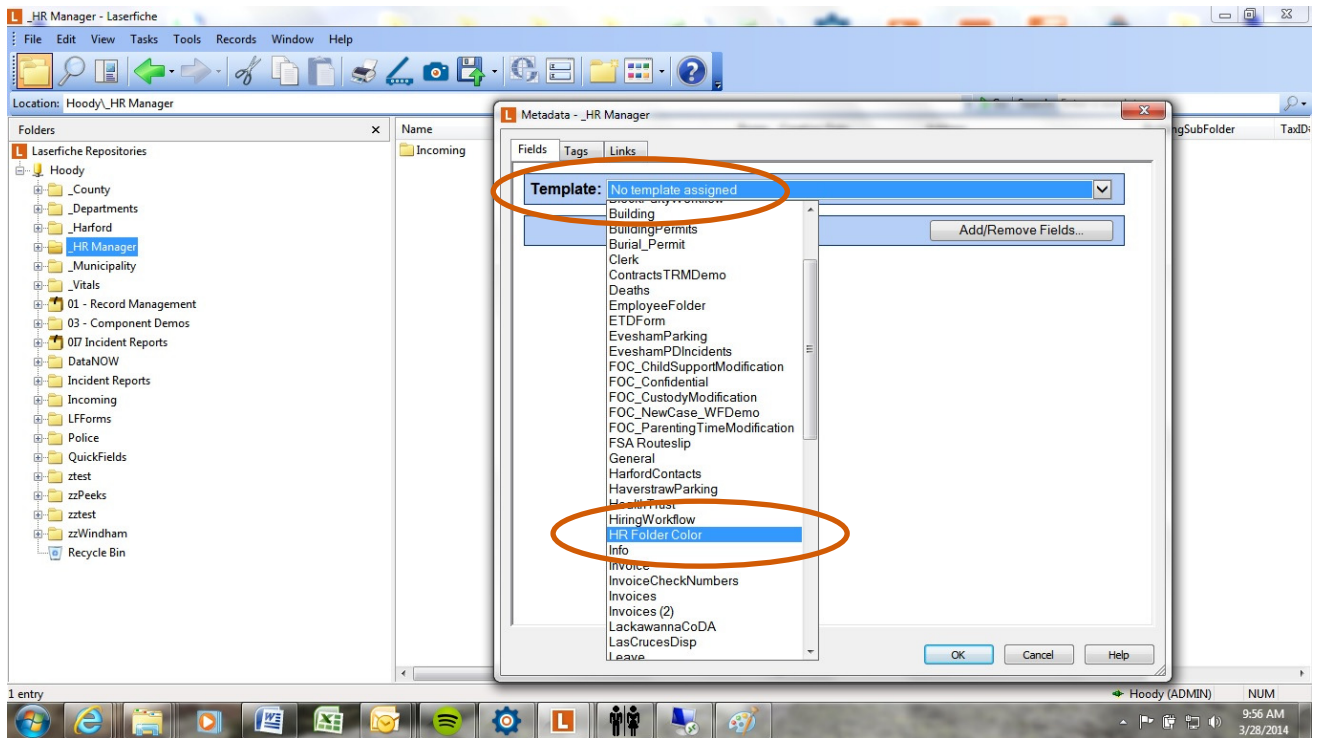 _HR Manager - Laserfiche
File Edit View Tasks Tools Records Window Help
Location: Hoody\_HR Manager
Folders x
Laserfiche Repositories
Hoody
_County
_Departments
_Harford
_HR Manager
_Municipality
_Vitals
01 - Record Management
03 - Component Demos
017 Incident Reports
DataNOW
Incident Reports
Incoming
LFForms
Police
QuickFields
ztest
zzPeeks
zztest
zzWindham
Recycle Bin
Name
ngSubFolder TaxID
Incoming
Metadata - _HR Manager
Fields Tags Links
Template: No template assigned
Add/Remove Fields...
BlockPartyWorkflow
Building
BuildingPermits
Burial_Permit
Clerk
ContractsTRMDemo
Deaths
EmployeeFolder
ETDForm
EveshamParking
EveshamPDIncidents
FOC_ChildSupportModification
FOC_Confidential
FOC_CustodyModification
FOC_NewCase_WFDemo
FOC_ParentingTimeModification
FSA Routeslip
General
HarfordContacts
HaverstrawParking
HealthTrust
HiringWorkflow
HR Folder Color
Info
Invoice
InvoiceCheckNumbers
Invoices
Invoices (2)
LackawannaCoDA
LasCrucesDisp
Leave
OK Cancel Help
1 entry
Hoody (ADMIN) NUM
9:56 AM
3/28/2014